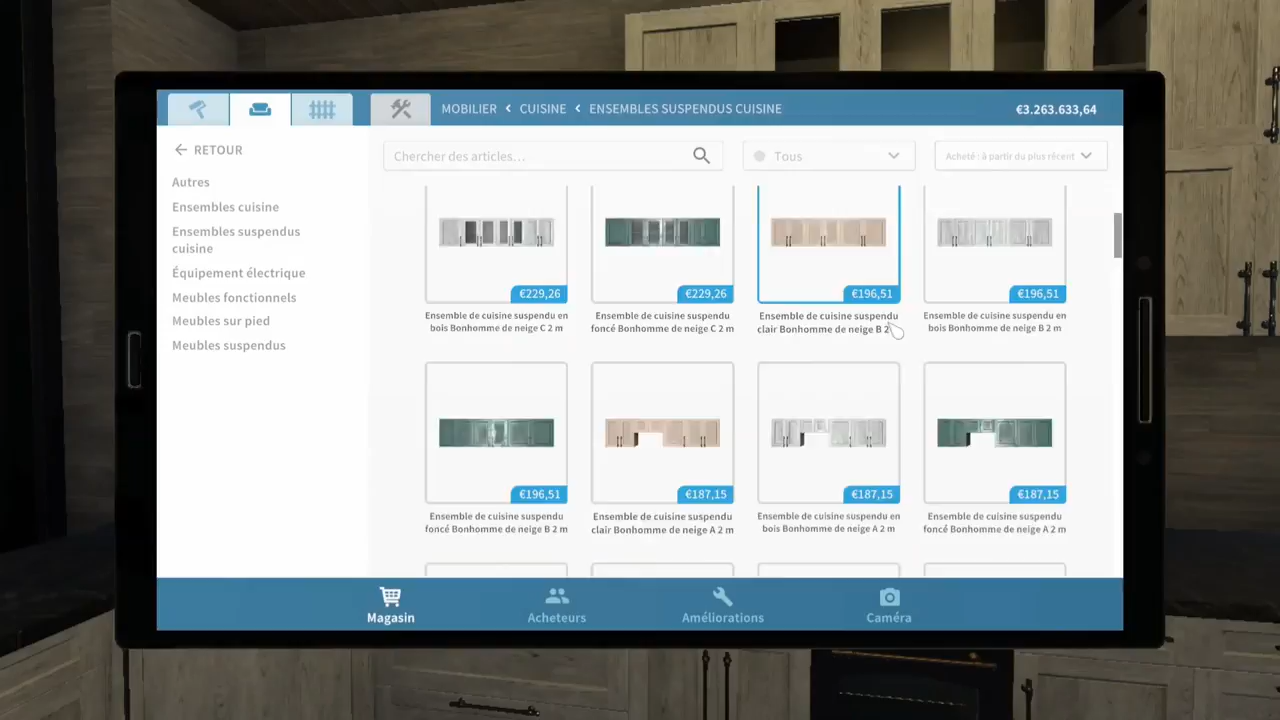 MOBILIER < CUISINE < ENSEMBLES SUSPENDUS CUISINE
€3.263.633,64
← RETOUR
Autres
Ensembles cuisine
Ensembles suspendus
cuisine
Équipement électrique
Meubles fonctionnels
Meubles sur pied
Meubles suspendus
Chercher des articles...
Tous
Acheté : à partir du plus récent
€229,26
€229,26
€196,51
€196,51
Ensemble de cuisine suspendu en
bois Bonhomme de neige C 2 m
Ensemble de cuisine suspendu
foncé Bonhomme de neige C 2 m
Ensemble de cuisine suspendu
clair Bonhomme de neige B 2
Ensemble de cuisine suspendu en
bois Bonhomme de neige B 2 m
€196,51
€187,15
€187,15
€187,15
Ensemble de cuisine suspendu
foncé Bonhomme de neige B 2 m
Ensemble de cuisine suspendu
clair Bonhomme de neige A 2 m
Ensemble de cuisine suspendu en
bois Bonhomme de neige A 2 m
Ensemble de cuisine suspendu
foncé Bonhomme de neige A 2 m
Magasin
Acheteurs
Améliorations
Caméra